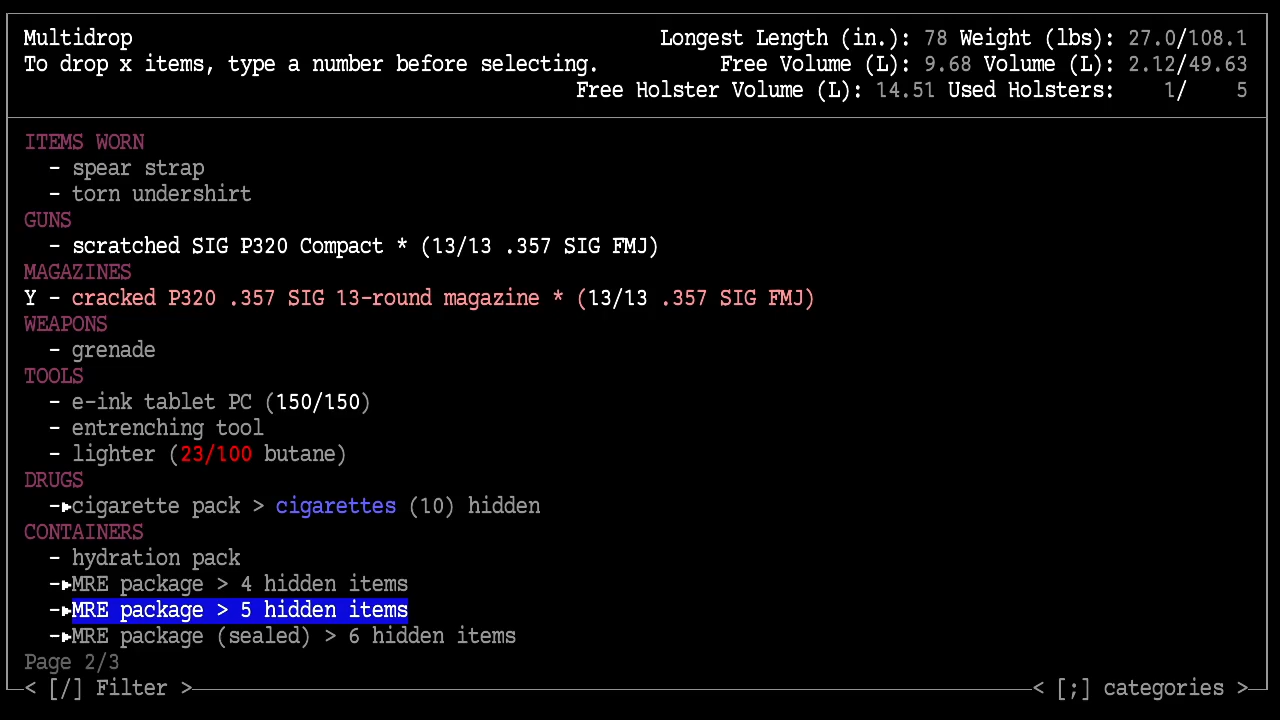 Multidrop Longest Length (in.): 78 Weight (lbs): 27.0/108.1
To drop x items, type a number before selecting. Free Volume (L): 9.68 Volume (L): 2.12/49.63
Free Holster Volume (L): 14.51 Used Holsters: 1/ 5
ITEMS WORN
- spear strap
- torn undershirt
GUNS
- scratched SIG P320 Compact * (13/13 .357 SIG FMJ)
MAGAZINES
Y - cracked P320 .357 SIG 13-round magazine * (13/13 .357 SIG FMJ)
WEAPONS
- grenade
TOOLS
- e-ink tablet PC (150/150)
- entrenching tool
- lighter (23/100 butane)
DRUGS
-▸cigarette pack > cigarettes (10) hidden
CONTAINERS
- hydration pack
-▸MRE package > 4 hidden items
-▸MRE package > 5 hidden items
-▸MRE package (sealed) > 6 hidden items
Page 2/3
< [/] Filter > < [;] categories >